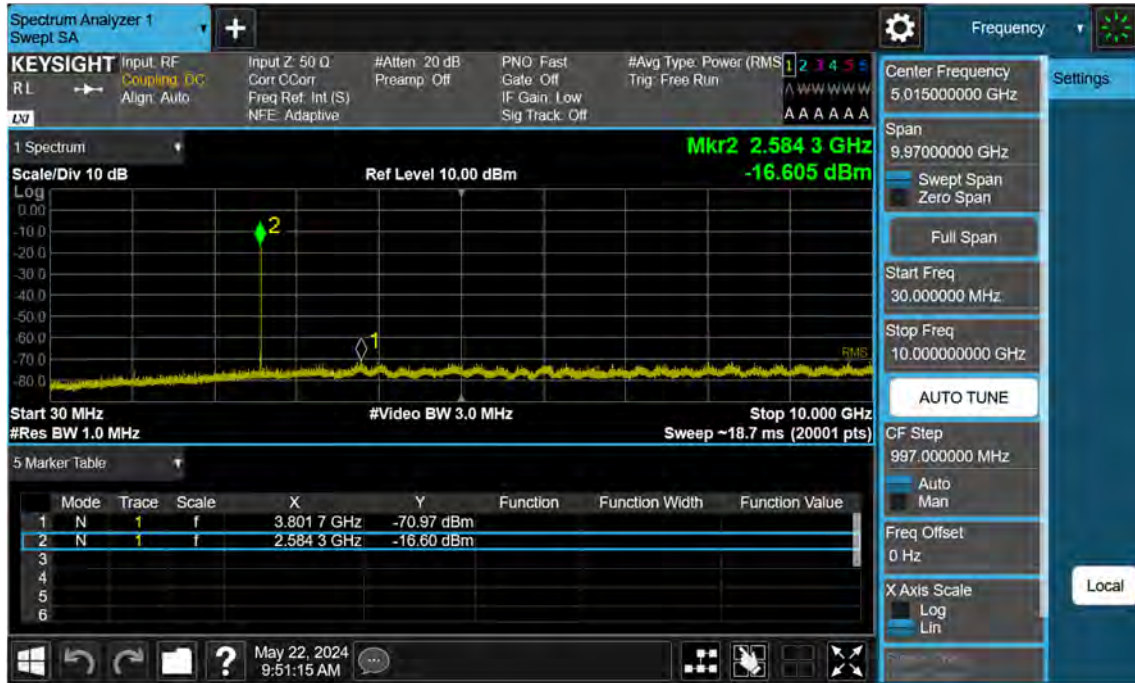 Spectrum Analyzer 1
Swept SA
+
Frequency
KEYSIGHT
RL
LXI
Input: RF
Coupling: DC
Align: Auto
Input Z: 50 Ω
Corr CCorr
Freq Ref: Int (S)
NFE: Adaptive
#Atten: 20 dB
Preamp: Off
PNO: Fast
Gate: Off
IF Gain: Low
Sig Track: Off
#Avg Type: Power (RMS
Trig: Free Run
1 2 3 4 5 6
A W W W W W
A A A A A A
1 Spectrum
Scale/Div 10 dB
Ref Level 10.00 dBm
Mkr2 2.584 3 GHz
-16.605 dBm
Log
0.00
-10.0
-20.0
-30.0
-40.0
-50.0
-60.0
-70.0
-80.0
2
1
RMS
Start 30 MHz
#Video BW 3.0 MHz
Stop 10.000 GHz
#Res BW 1.0 MHz
Sweep ~18.7 ms (20001 pts)
5 Marker Table
Mode Trace Scale X Y Function Function Width Function Value
1 N 1 f 3.801 7 GHz -70.97 dBm
2 N 1 f 2.584 3 GHz -16.60 dBm
3
4
5
6
?
May 22, 2024
9:51:15 AM
Center Frequency
5.015000000 GHz
Settings
Span
9.97000000 GHz
Swept Span
Zero Span
Full Span
Start Freq
30.000000 MHz
Stop Freq
10.000000000 GHz
AUTO TUNE
CF Step
997.000000 MHz
Auto
Man
Freq Offset
0 Hz
X Axis Scale
Log
Lin
Local